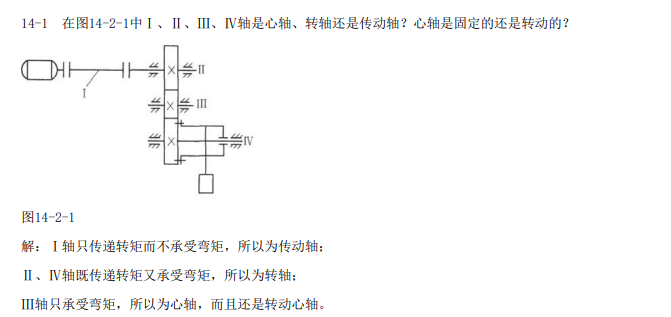 14-1 在图14-2-1中Ⅰ、Ⅱ、Ⅲ、Ⅳ轴是心轴、转轴还是传动轴？心轴是固定的还是转动的？
Ⅱ
Ⅰ
Ⅲ
Ⅳ
图14-2-1
解：Ⅰ轴只传递转矩而不承受弯矩，所以为传动轴；
Ⅱ、Ⅳ轴既传递转矩又承受弯矩，所以为转轴；
Ⅲ轴只承受弯矩，所以为心轴，而且还是转动心轴。